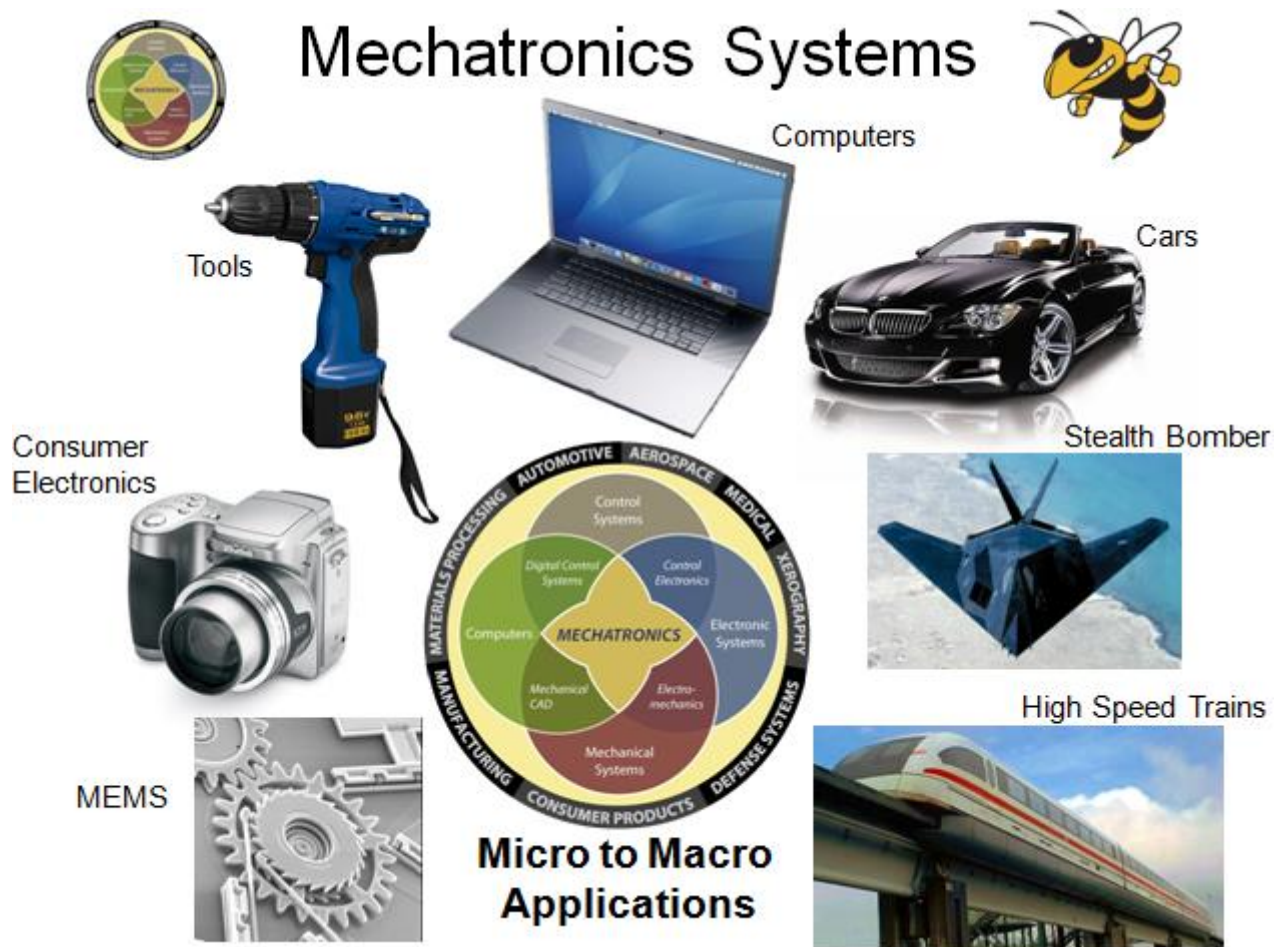 Mechatronics Systems
Computers
Tools
Cars
Consumer
Electronics
Stealth Bomber
AUTOMOTIVE
AEROSPACE
MEDICAL
XEROGRAPHY
DEFENSE SYSTEMS
CONSUMER PRODUCTS
MANUFACTURING
MATERIALS PROCESSING
Control
Systems
Digital Control
Systems
Control
Electronics
Computers
MECHATRONICS
Electronic
Systems
Mechanical
CAD
Electro-
mechanics
Mechanical
Systems
High Speed Trains
MEMS
Micro to Macro
Applications